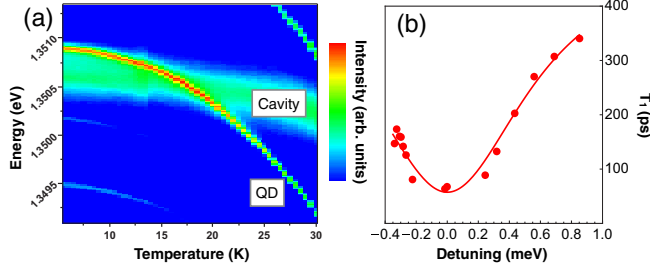 (a)
1.3510
1.3505
1.3500
1.3495
Energy (eV)
Cavity
QD
10
15
20
25
30
Temperature (K)
Intensity (arb. units)
(b)
400
300
200
100
T₁ (ps)
−0.4
−0.2
0.0
0.2
0.4
0.6
0.8
1.0
Detuning (meV)